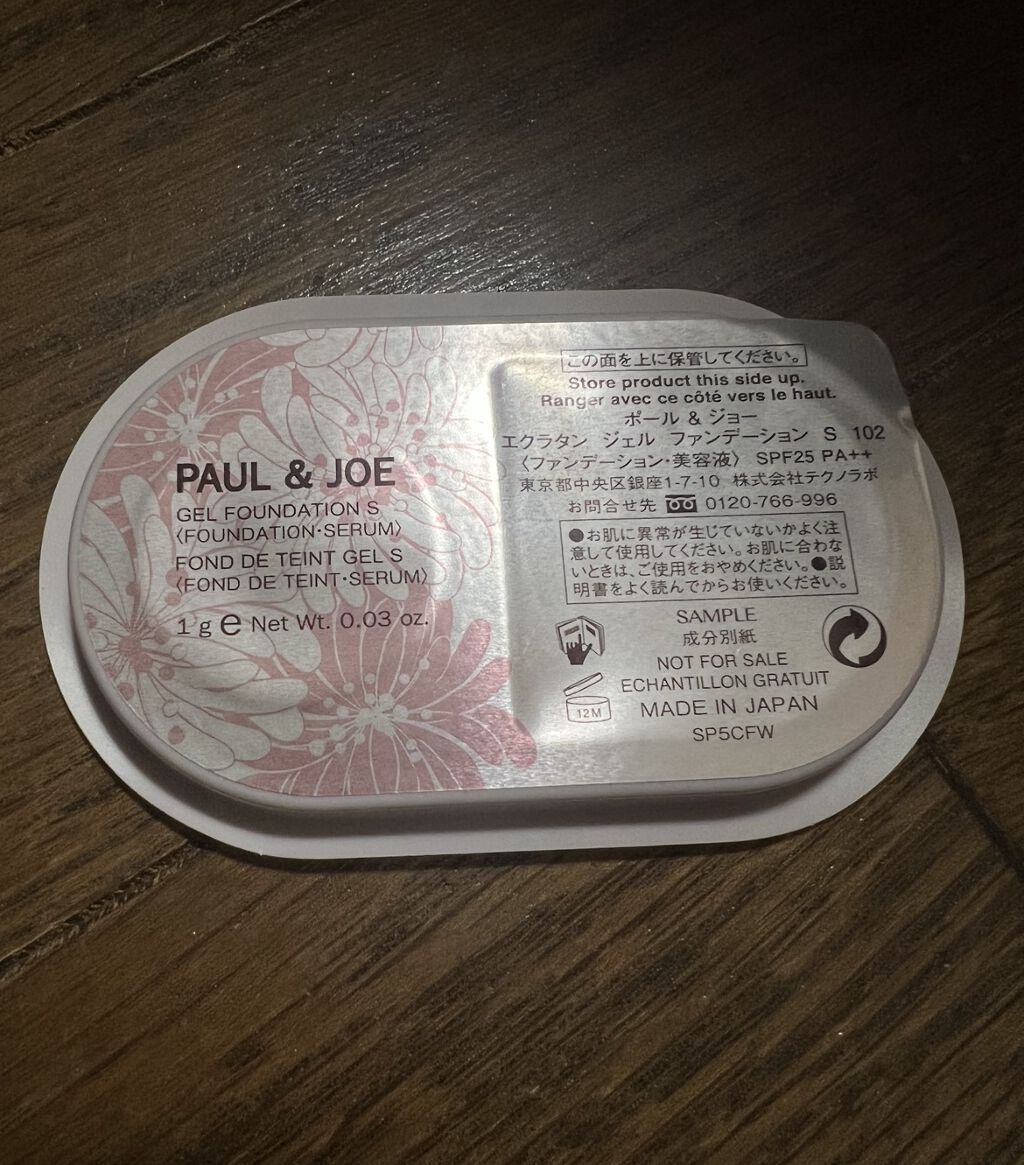 PAUL & JOE
GEL FOUNDATION S
〈FOUNDATION・SERUM〉
FOND DE TEINT GEL S
〈FOND DE TEINT・SERUM〉
1 g e Net Wt. 0.03 oz.
この面を上に保管してください。
Store product this side up.
Ranger avec ce côté vers le haut.
ポール & ジョー
エクラタン ジェル ファンデーション S 102
〈ファンデーション・美容液〉 SPF25 PA++
東京都中央区銀座1-7-10 株式会社テクノラボ
お問合せ先 0120-766-996
●お肌に異常が生じていないかよく注
意して使用してください。お肌に合わな
いときは、ご使用をおやめください。●説
明書をよく読んでからお使いください。
SAMPLE
成分別紙
NOT FOR SALE
ECHANTILLON GRATUIT
12M
MADE IN JAPAN
SP5CFW